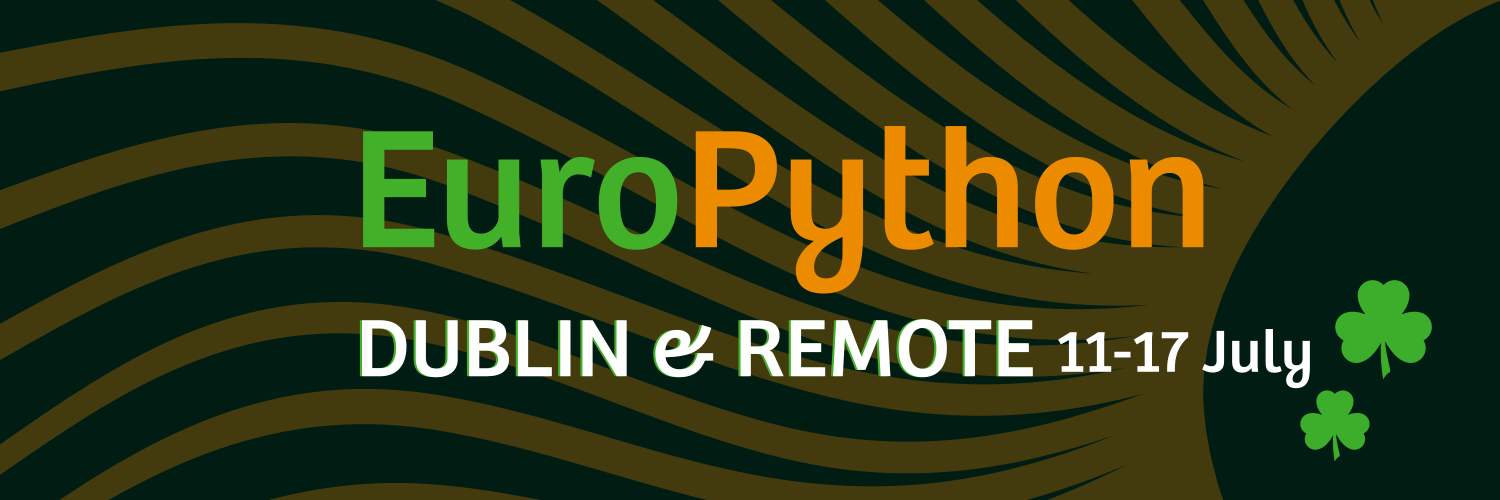 EuroPython
DUBLIN & REMOTE 11-17 July